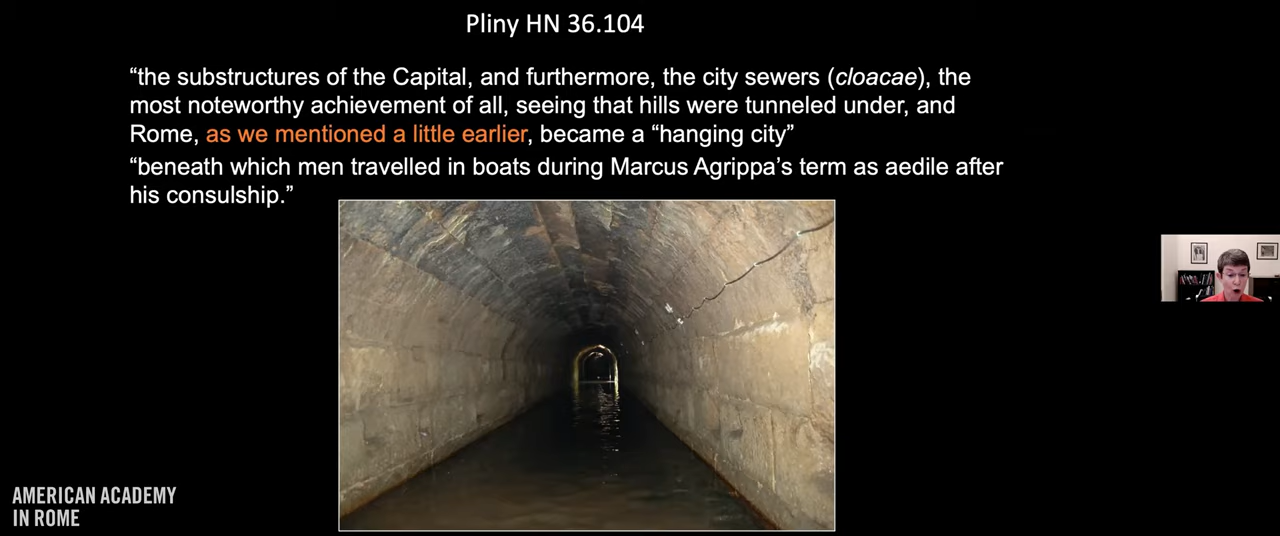 Pliny HN 36.104
“the substructures of the Capital, and furthermore, the city sewers (cloacae), the
most noteworthy achievement of all, seeing that hills were tunneled under, and
Rome, as we mentioned a little earlier, became a “hanging city”
“beneath which men travelled in boats during Marcus Agrippa’s term as aedile after
his consulship.”
AMERICAN ACADEMY
IN ROME